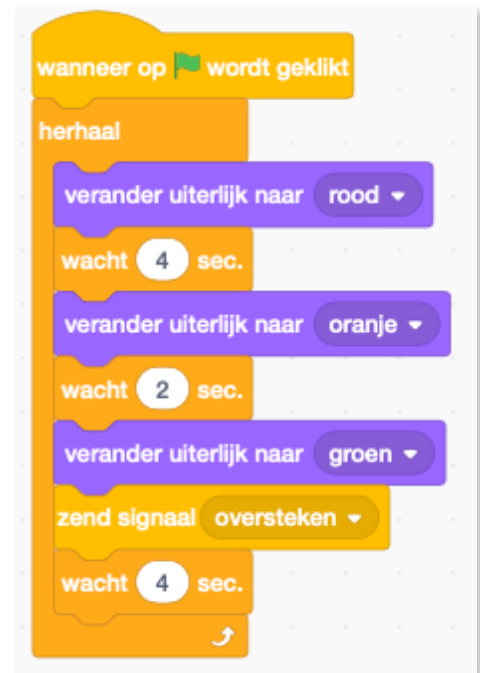 wanneer op wordt geklikt
herhaal
verander uiterlijk naar rood
wacht 4 sec.
verander uiterlijk naar oranje
wacht 2 sec.
verander uiterlijk naar groen
zend signaal oversteken
wacht 4 sec.